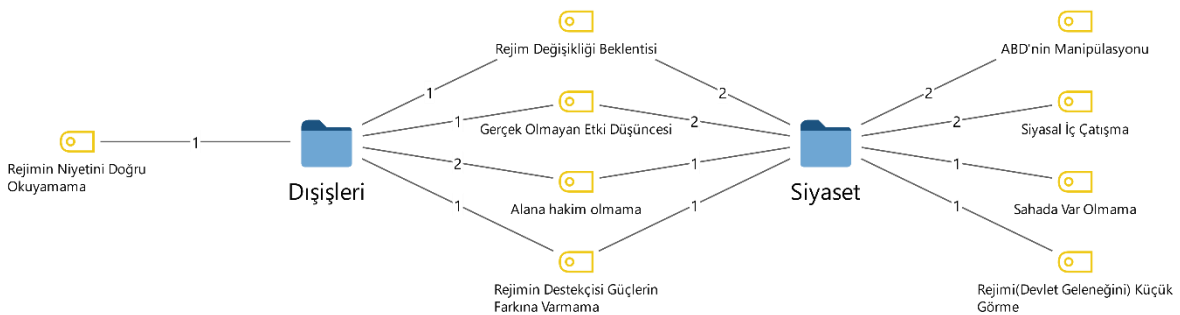 Rejim Değişikliği Beklentisi
ABD'nin Manipülasyonu
1
2
2
1
Gerçek Olmayan Etki Düşüncesi
2
2
Siyasal İç Çatışma
1
Rejimin Niyetini Doğru
Okuyamama
Dışişleri
2
Alana hakim olmama
1
Siyaset
1
Sahada Var Olmama
1
1
1
Rejimin Destekçisi Güçlerin
Farkına Varmama
Rejimi(Devlet Geleneğini) Küçük
Görme